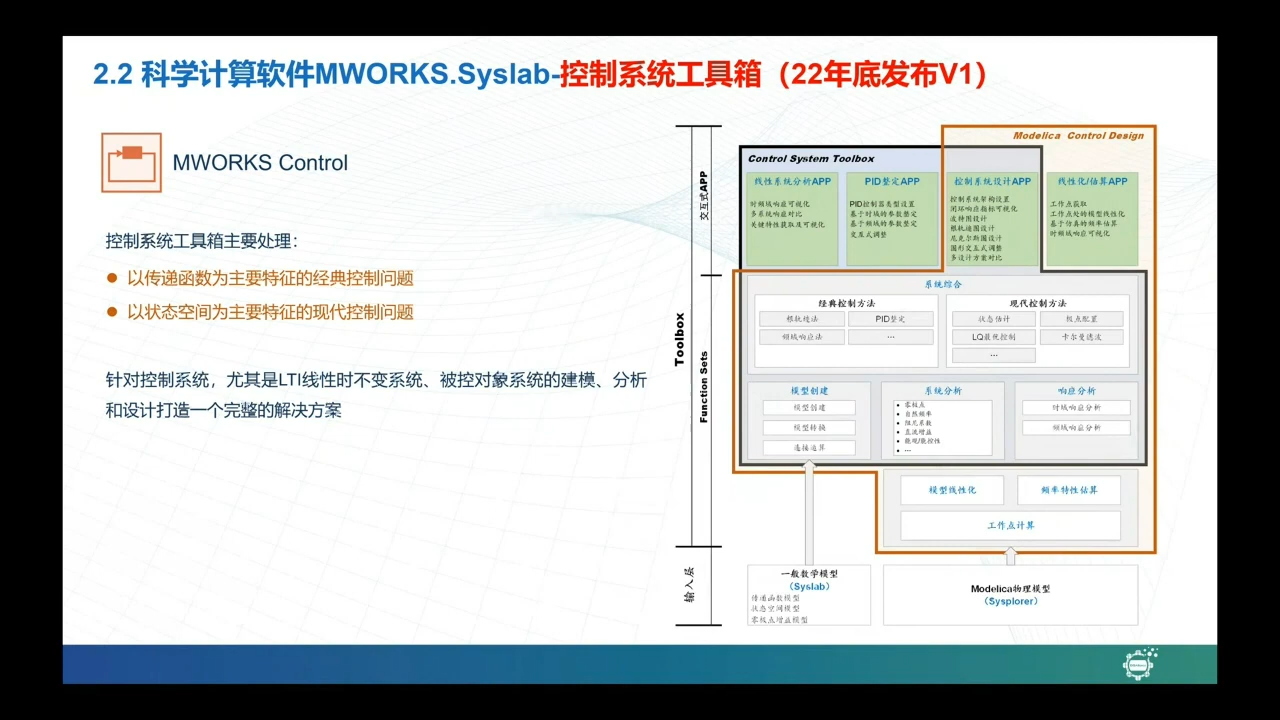 2.2 科学计算软件MWORKS.Syslab-控制系统工具箱（22年底发布V1）
MWORKS Control
控制系统工具箱主要处理：
● 以传递函数为主要特征的经典控制问题
● 以状态空间为主要特征的现代控制问题
针对控制系统，尤其是LTI线性时不变系统、被控对象系统的建模、分析
和设计打造一个完整的解决方案
Toolbox
交互式APP
Function Sets
输入层
Modelica Control Design
Control System Toolbox
线性系统分析APP
时频域响应可视化
多系统响应对比
关键特性获取及可视化
PID整定APP
PID控制器类型设置
基于时域的参数整定
基于频域的参数整定
交互式调整
控制系统设计APP
控制系统架构设置
闭环响应指标可视化
波特图设计
根轨迹图设计
尼克尔斯图设计
图形交互式调整
多设计方案对比
线性化/估算APP
工作点获取
工作点处的模型线性化
基于仿真的频率估算
时频域响应可视化
系统综合
经典控制方法
根轨迹法
PID整定
频域响应法
...
现代控制方法
状态估计
极点配置
LQ最优控制
卡尔曼滤波
...
模型创建
模型创建
模型转换
连接运算
系统分析
• 零极点
• 自然频率
• 阻尼系数
• 直流增益
• 能观/能控性
• ...
响应分析
时域响应分析
频域响应分析
模型线性化
频率特性估算
工作点计算
一般数学模型
（Syslab）
传递函数模型
状态空间模型
零极点增益模型
Modelica物理模型
（Sysplorer）